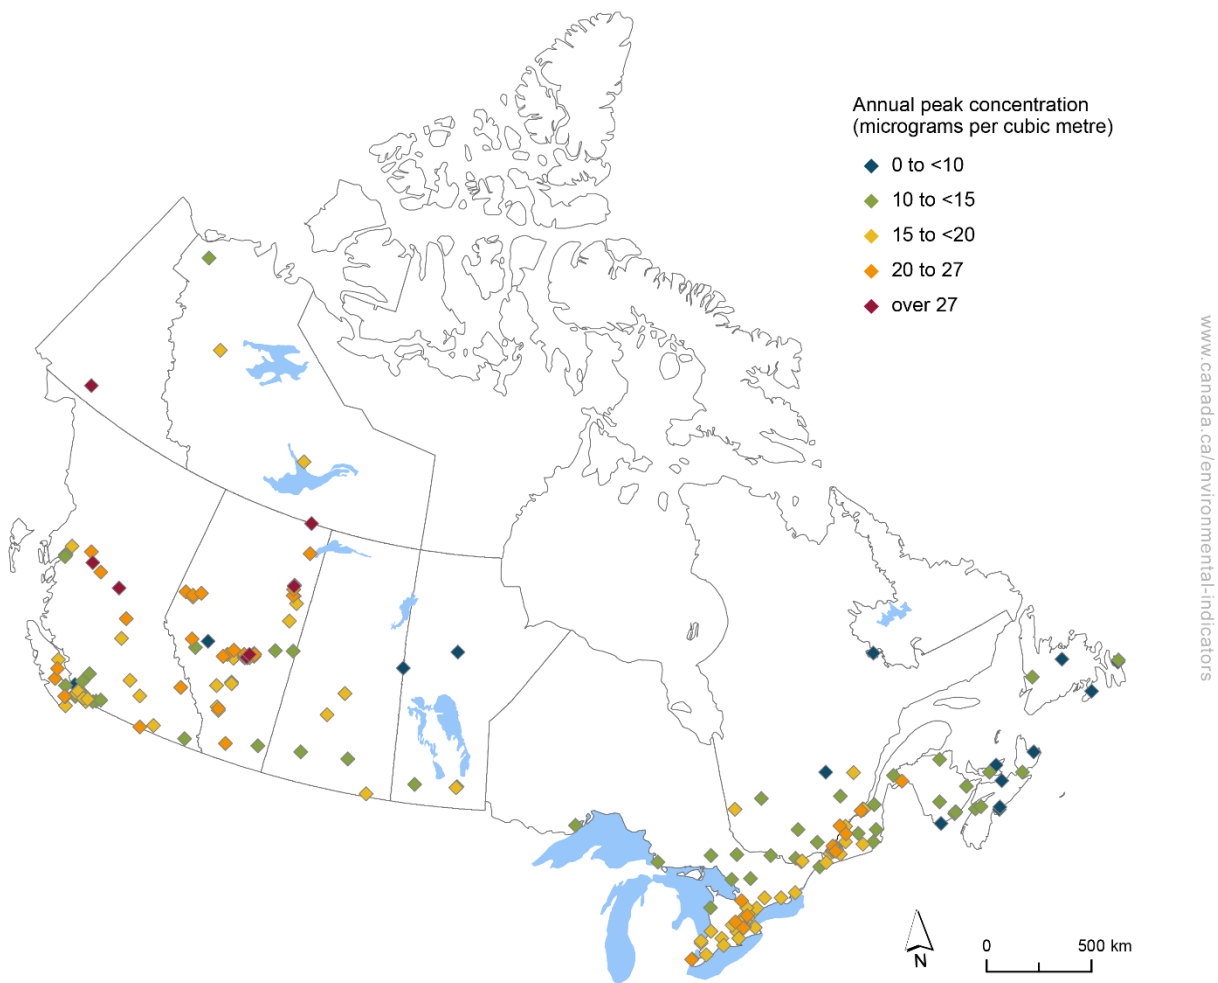 Annual peak concentration
(micrograms per cubic metre)
0 to <10
10 to <15
15 to <20
20 to 27
over 27
www.canada.ca/environmental-indicators
N
0 500 km